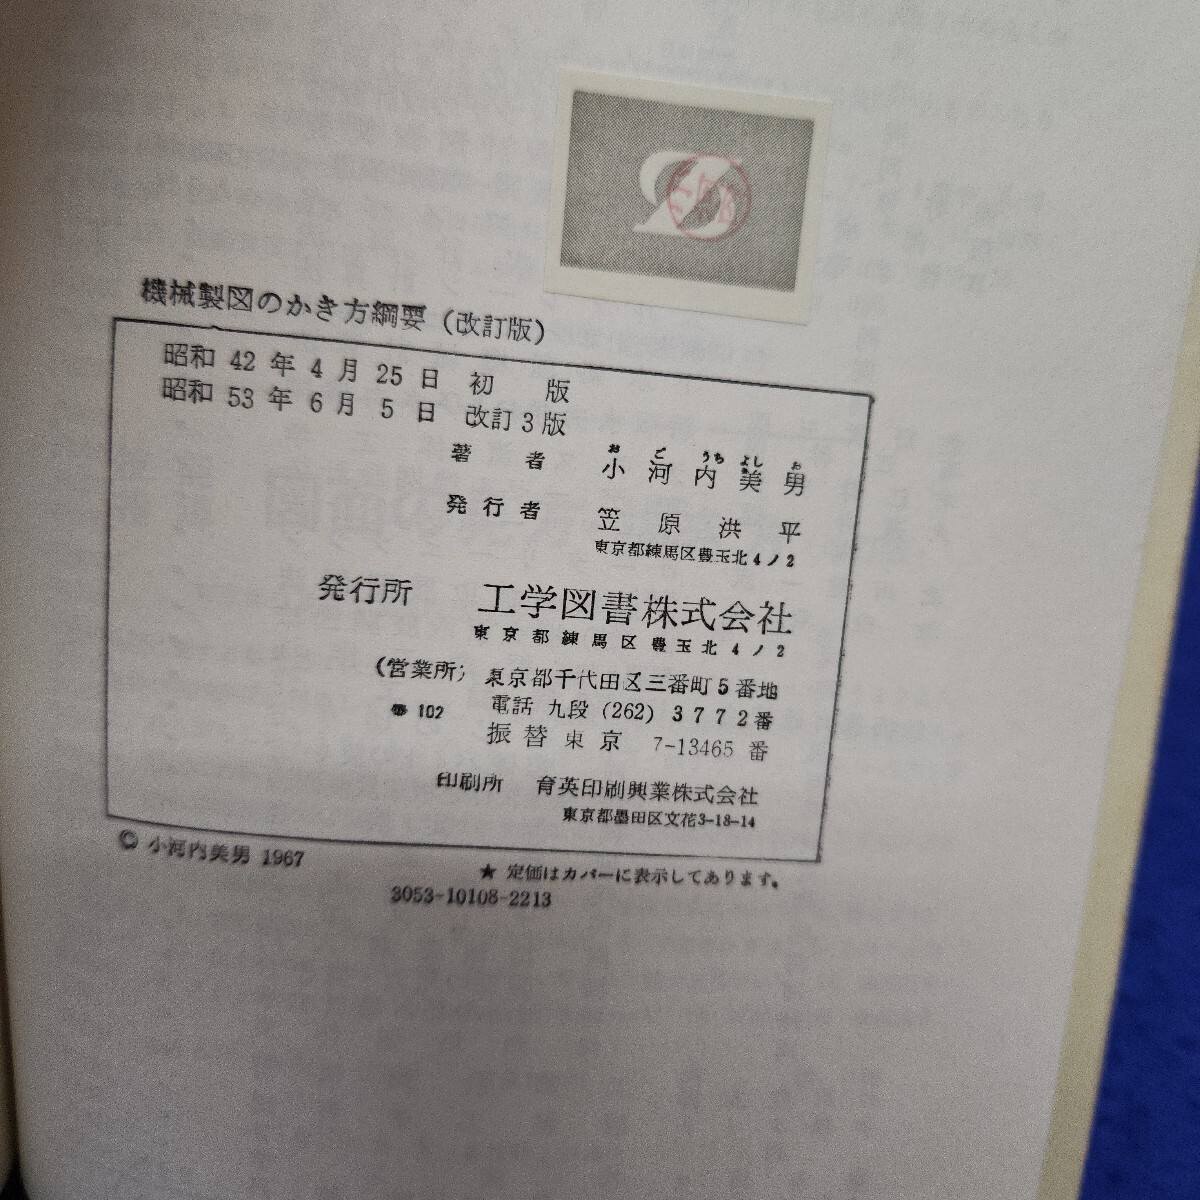 機械製図のかき方綱要（改訂版）
昭和 42 年 4 月 25 日 初 版
昭和 53 年 6 月 5 日 改訂 3 版
お ご うち よし お
著 者 小 河 内 美 男
発 行 者 笠 原 洪 平
東京都練馬区豊玉北 4 ノ 2
発行所 工学図書株式会社
東 京 都 練 馬 区 豊 玉 北 4 ノ 2
(営業所) 東京都千代田区三番町 5 番地
102 電話 九段 (262) 3 7 7 2 番
振 替 東 京 7-13465 番
印刷所 育英印刷興業株式会社
東京都墨田区文花3-18-14
© 小河内美男 1967
★ 定価はカバーに表示してあります。
3053-10108-2213